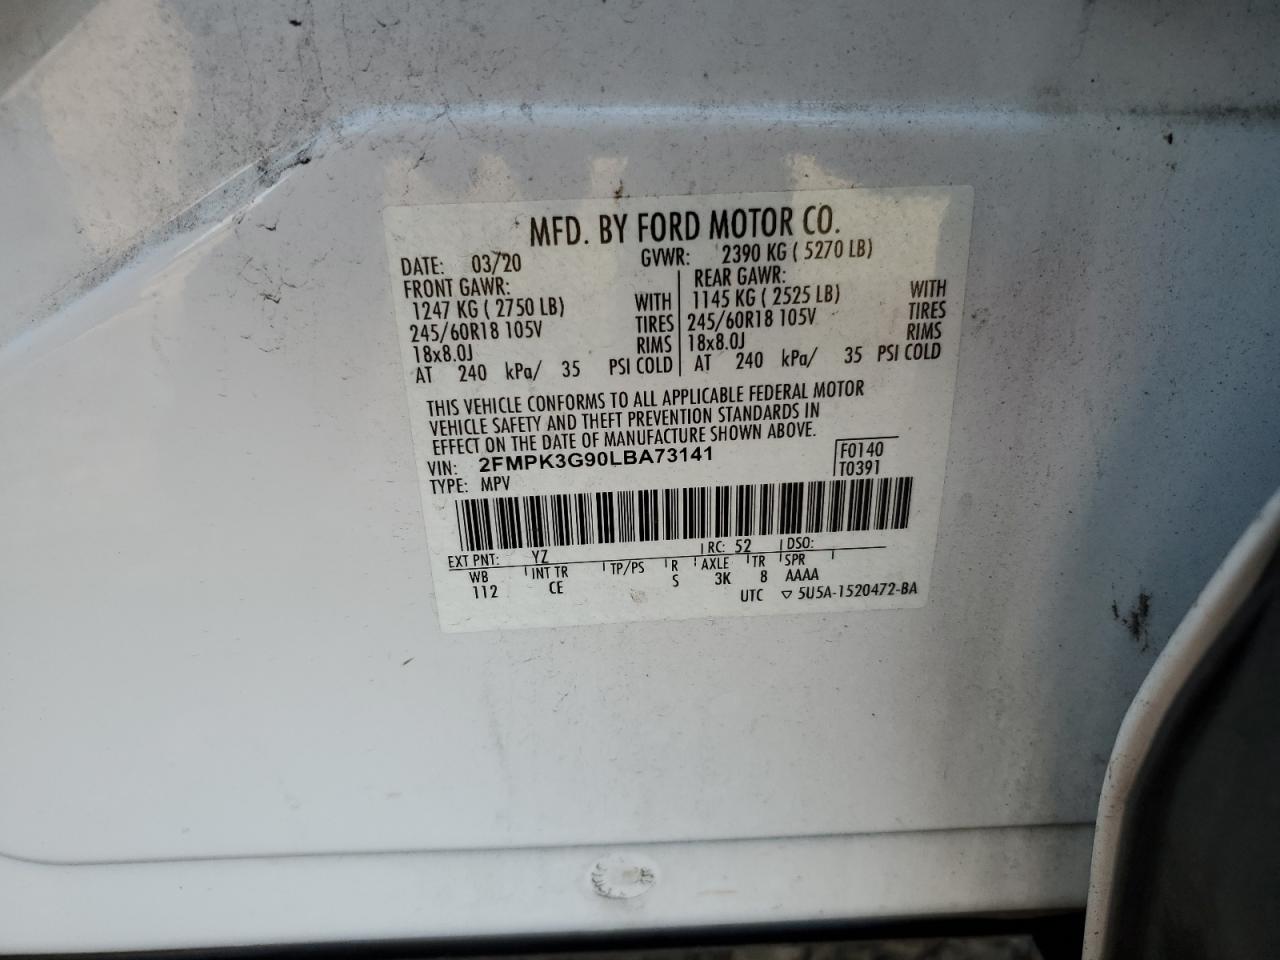 MFD. BY FORD MOTOR CO.
DATE: 03/20 GVWR: 2390 KG ( 5270 LB)
FRONT GAWR: REAR GAWR:
1247 KG ( 2750 LB) WITH 1145 KG ( 2525 LB) WITH
245/60R18 105V TIRES 245/60R18 105V TIRES
18x8.0J RIMS 18x8.0J RIMS
AT 240 kPa/ 35 PSI COLD AT 240 kPa/ 35 PSI COLD
THIS VEHICLE CONFORMS TO ALL APPLICABLE FEDERAL MOTOR
VEHICLE SAFETY AND THEFT PREVENTION STANDARDS IN
EFFECT ON THE DATE OF MANUFACTURE SHOWN ABOVE.
VIN: 2FMPK3G90LBA73141 F0140
TYPE: MPV T0391
EXT PNT: YZ RC: 52 DSO:
WB INT TR TP/PS R AXLE TR SPR
112 CE S 3K 8 AAAA
UTC ▽ 5U5A-1520472-BA